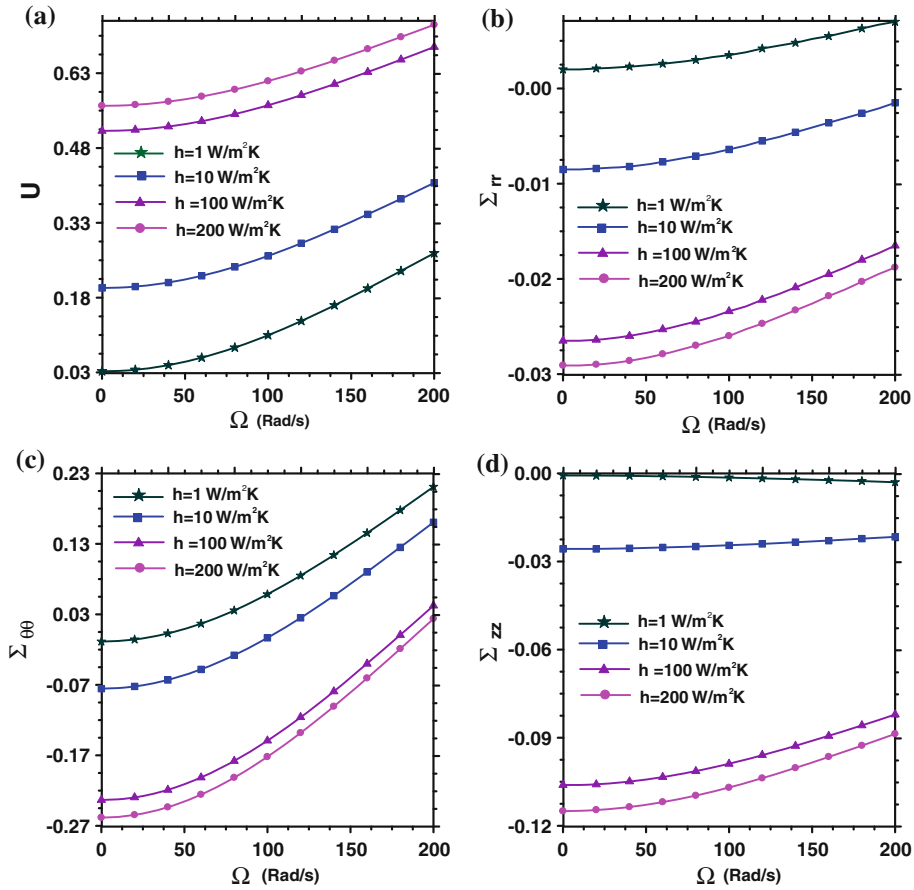 (a)
U
0.63
0.48
0.33
0.18
0.03
h=1 W/m²K
h=10 W/m²K
h =100 W/m²K
h=200 W/m²K
0 50 100 150 200
Ω (Rad/s)
(b)
Σrr
-0.00
-0.01
-0.02
-0.03
h=1 W/m²K
h=10 W/m²K
h =100 W/m²K
h=200 W/m²K
0 50 100 150 200
Ω (Rad/s)
(c)
Σθθ
0.23
0.13
0.03
-0.07
-0.17
-0.27
h=1 W/m²K
h=10 W/m²K
h =100 W/m²K
h=200 W/m²K
0 50 100 150 200
Ω (Rad/s)
(d)
Σzz
0.00
-0.03
-0.06
-0.09
-0.12
h=1 W/m²K
h=10 W/m²K
h =100 W/m²K
h=200 W/m²K
0 50 100 150 200
Ω (Rad/s)